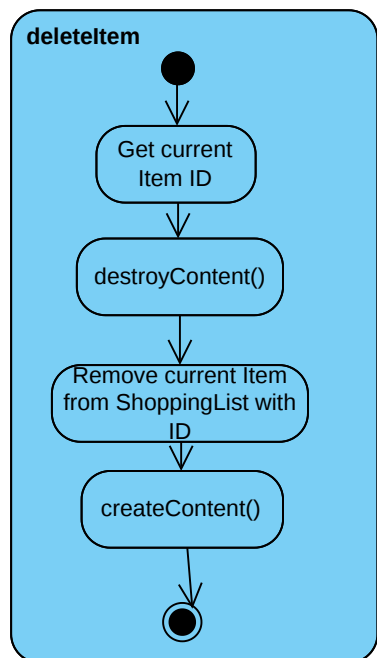 deleteItem
Get current
Item ID
destroyContent()
Remove current Item
from ShoppingList with
ID
createContent()